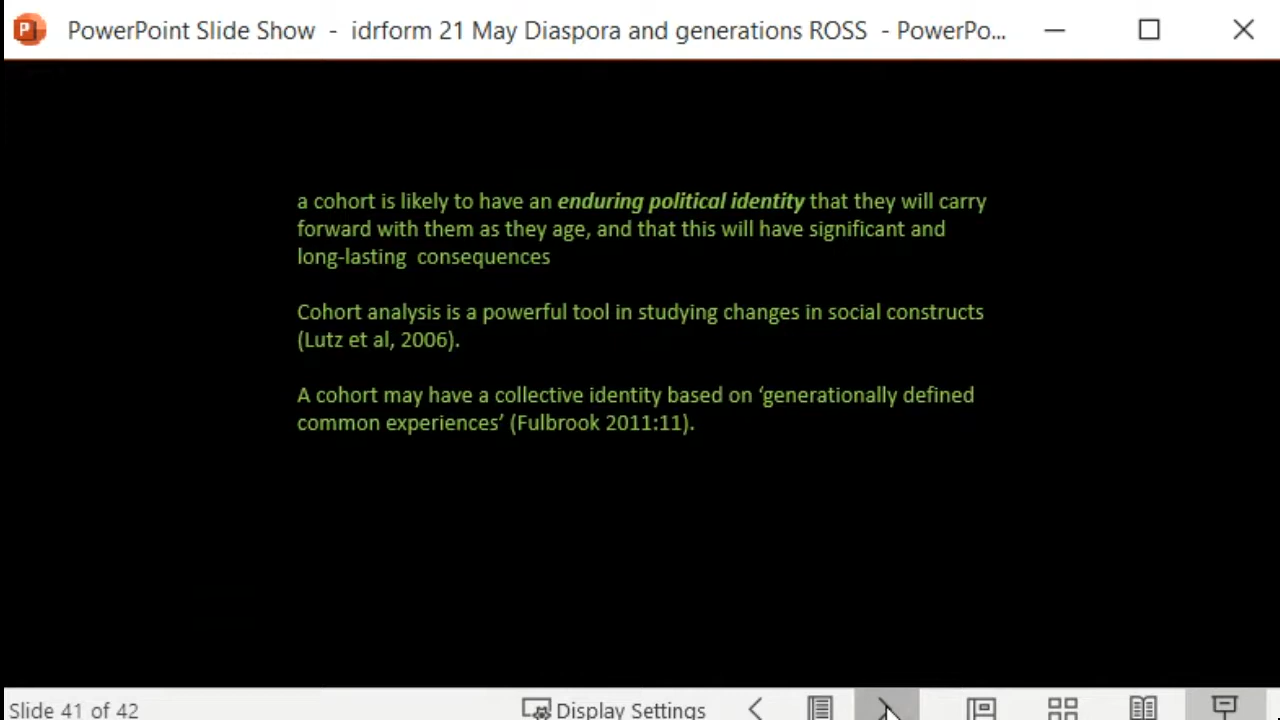 PowerPoint Slide Show - idrform 21 May Diaspora and generations ROSS - PowerPo...
a cohort is likely to have an enduring political identity that they will carry
forward with them as they age, and that this will have significant and
long-lasting consequences
Cohort analysis is a powerful tool in studying changes in social constructs
(Lutz et al, 2006).
A cohort may have a collective identity based on ‘generationally defined
common experiences’ (Fulbrook 2011:11).
Slide 41 of 42
Display Settings